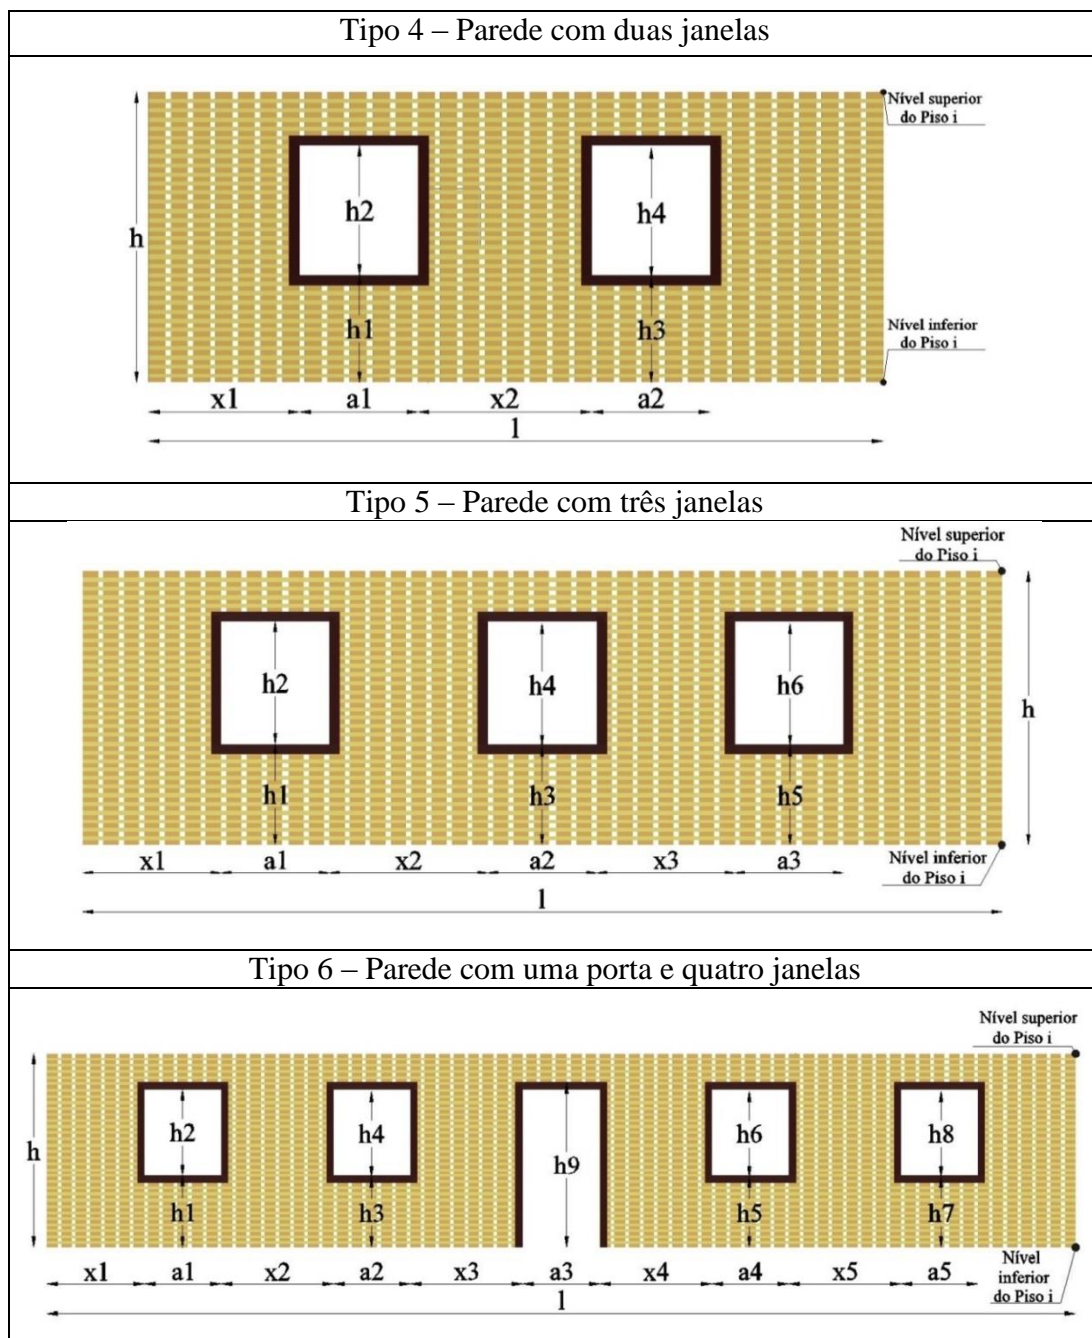 Tipo 4 – Parede com duas janelas
Nível superior
do Piso i
h
h2
h4
h1
h3
Nível inferior
do Piso i
x1 a1 x2 a2
l
Tipo 5 – Parede com três janelas
Nível superior
do Piso i
h2
h4
h6
h
h1
h3
h5
x1 a1 x2 a2 x3 a3
Nível inferior
do Piso i
l
Tipo 6 – Parede com uma porta e quatro janelas
Nível superior
do Piso i
h
h2
h4
h9
h6
h8
h1
h3
h5
h7
x1 a1 x2 a2 x3 a3 x4 a4 x5 a5
Nível
inferior
do Piso i
l